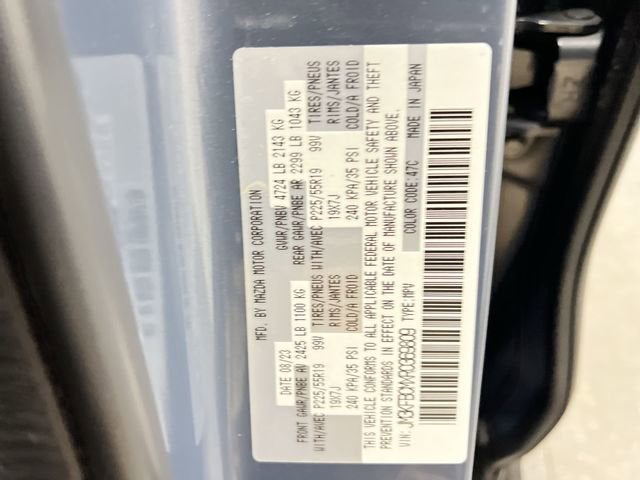 MFD. BY MAZDA MOTOR CORPORATION
DATE 08/23 GVWR/PNBV 4724 LB 2143 KG
FRONT GAWR/PNBE AV 2425 LB 1100 KG REAR GAWR/PNBE AR 2299 LB 1043 KG
WITH/AVEC P225/55R19 99V TIRES/PNEUS WITH/AVEC P225/55R19 99V TIRES/PNEUS
19X7J RIMS/JANTES 19X7J RIMS/JANTES
240 KPA/35 PSI COLD/A FROID 240 KPA/35 PSI COLD/A FROID
THIS VEHICLE CONFORMS TO ALL APPLICABLE FEDERAL MOTOR VEHICLE SAFETY AND THEFT
PREVENTION STANDARDS IN EFFECT ON THE DATE OF MANUFACTURE SHOWN ABOVE.
VIN: TYPE:MPV COLOR CODE:47C MADE IN JAPAN